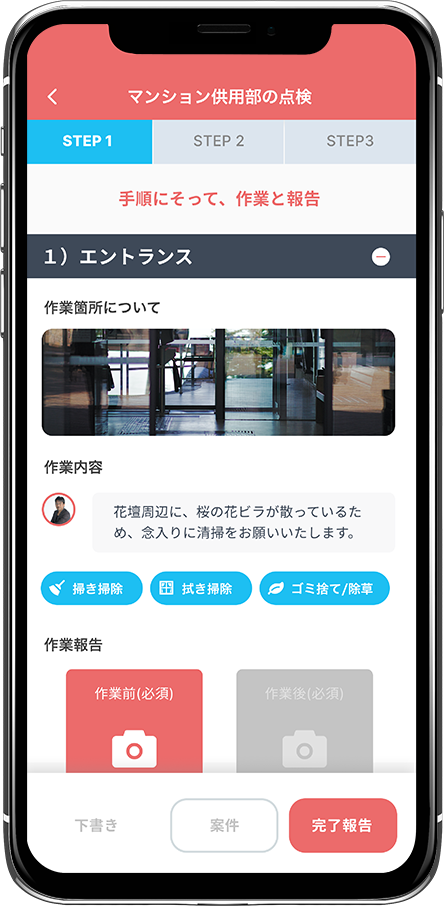 マンション供用部の点検
STEP 1
STEP 2
STEP3
手順にそって、作業と報告
1）エントランス
作業箇所について
作業内容
花壇周辺に、桜の花ビラが散っているた
め、念入りに清掃をお願いいたします。
掃き掃除
拭き掃除
ゴミ捨て/除草
作業報告
作業前(必須)
作業後(必須)
下書き
案件
完了報告